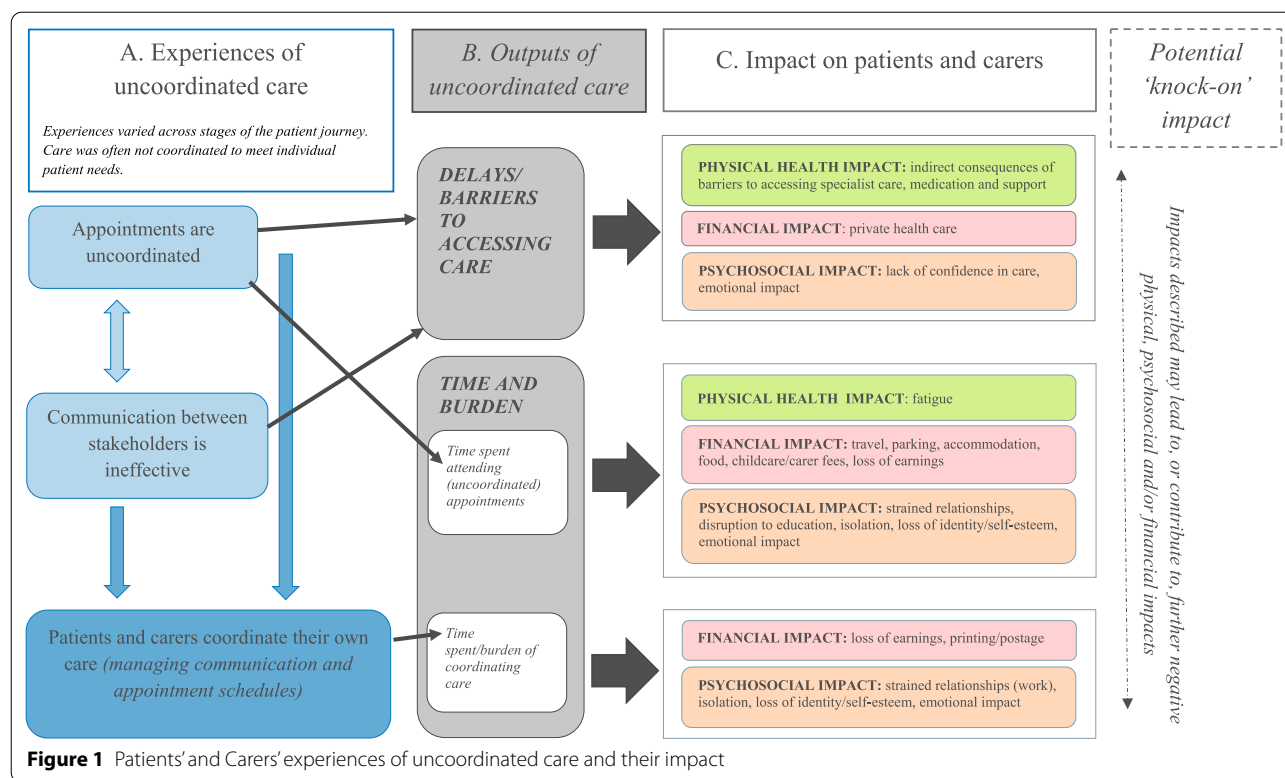 A. Experiences of
uncoordinated care
Experiences varied across stages of the patient journey.
Care was often not coordinated to meet individual
patient needs.
B. Outputs of
uncoordinated care
C. Impact on patients and carers
Potential
‘knock-on’
impact
Appointments are
uncoordinated
Communication between
stakeholders is
ineffective
Patients and carers coordinate their own
care (managing communication and
appointment schedules)
DELAYS/
BARRIERS
TO
ACCESSING
CARE
TIME AND
BURDEN
Time spent
attending
(uncoordinated)
appointments
Time
spent/burden of
coordinating
care
PHYSICAL HEALTH IMPACT: indirect consequences of
barriers to accessing specialist care, medication and support
FINANCIAL IMPACT: private health care
PSYCHOSOCIAL IMPACT: lack of confidence in care,
emotional impact
PHYSICAL HEALTH IMPACT: fatigue
FINANCIAL IMPACT: travel, parking, accommodation,
food, childcare/carer fees, loss of earnings
PSYCHOSOCIAL IMPACT: strained relationships,
disruption to education, isolation, loss of identity/self-esteem,
emotional impact
FINANCIAL IMPACT: loss of earnings, printing/postage
PSYCHOSOCIAL IMPACT: strained relationships (work),
isolation, loss of identity/self-esteem, emotional impact
Impacts described may lead to, or contribute to, further negative
physical, psychosocial and/or financial impacts
Figure 1 Patients’ and Carers’ experiences of uncoordinated care and their impact